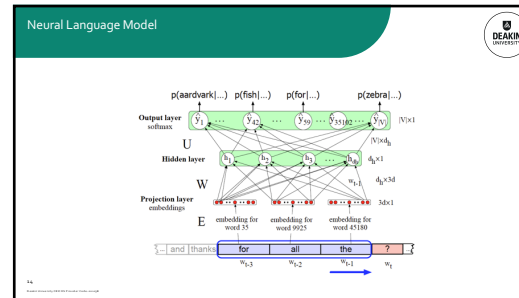 Neural Language Model
DEAKIN
UNIVERSITY
p(aardvark|...) p(fish|...) p(for|...) p(zebra|...)
Output layer
softmax
ŷ1 ... ŷ42 ... ŷ59 ... ŷ35102 ... ŷ|V| |V|×1
U |V|×dh
Hidden layer h1 h2 h3 ... hdh dh×1
W wt-1 dh×3d
Projection layer
embeddings 3d×1
E
embedding for word 35
embedding for word 9925
embedding for word 45180
... and thanks for all the ? ...
wt-3 wt-2 wt-1 wt
24